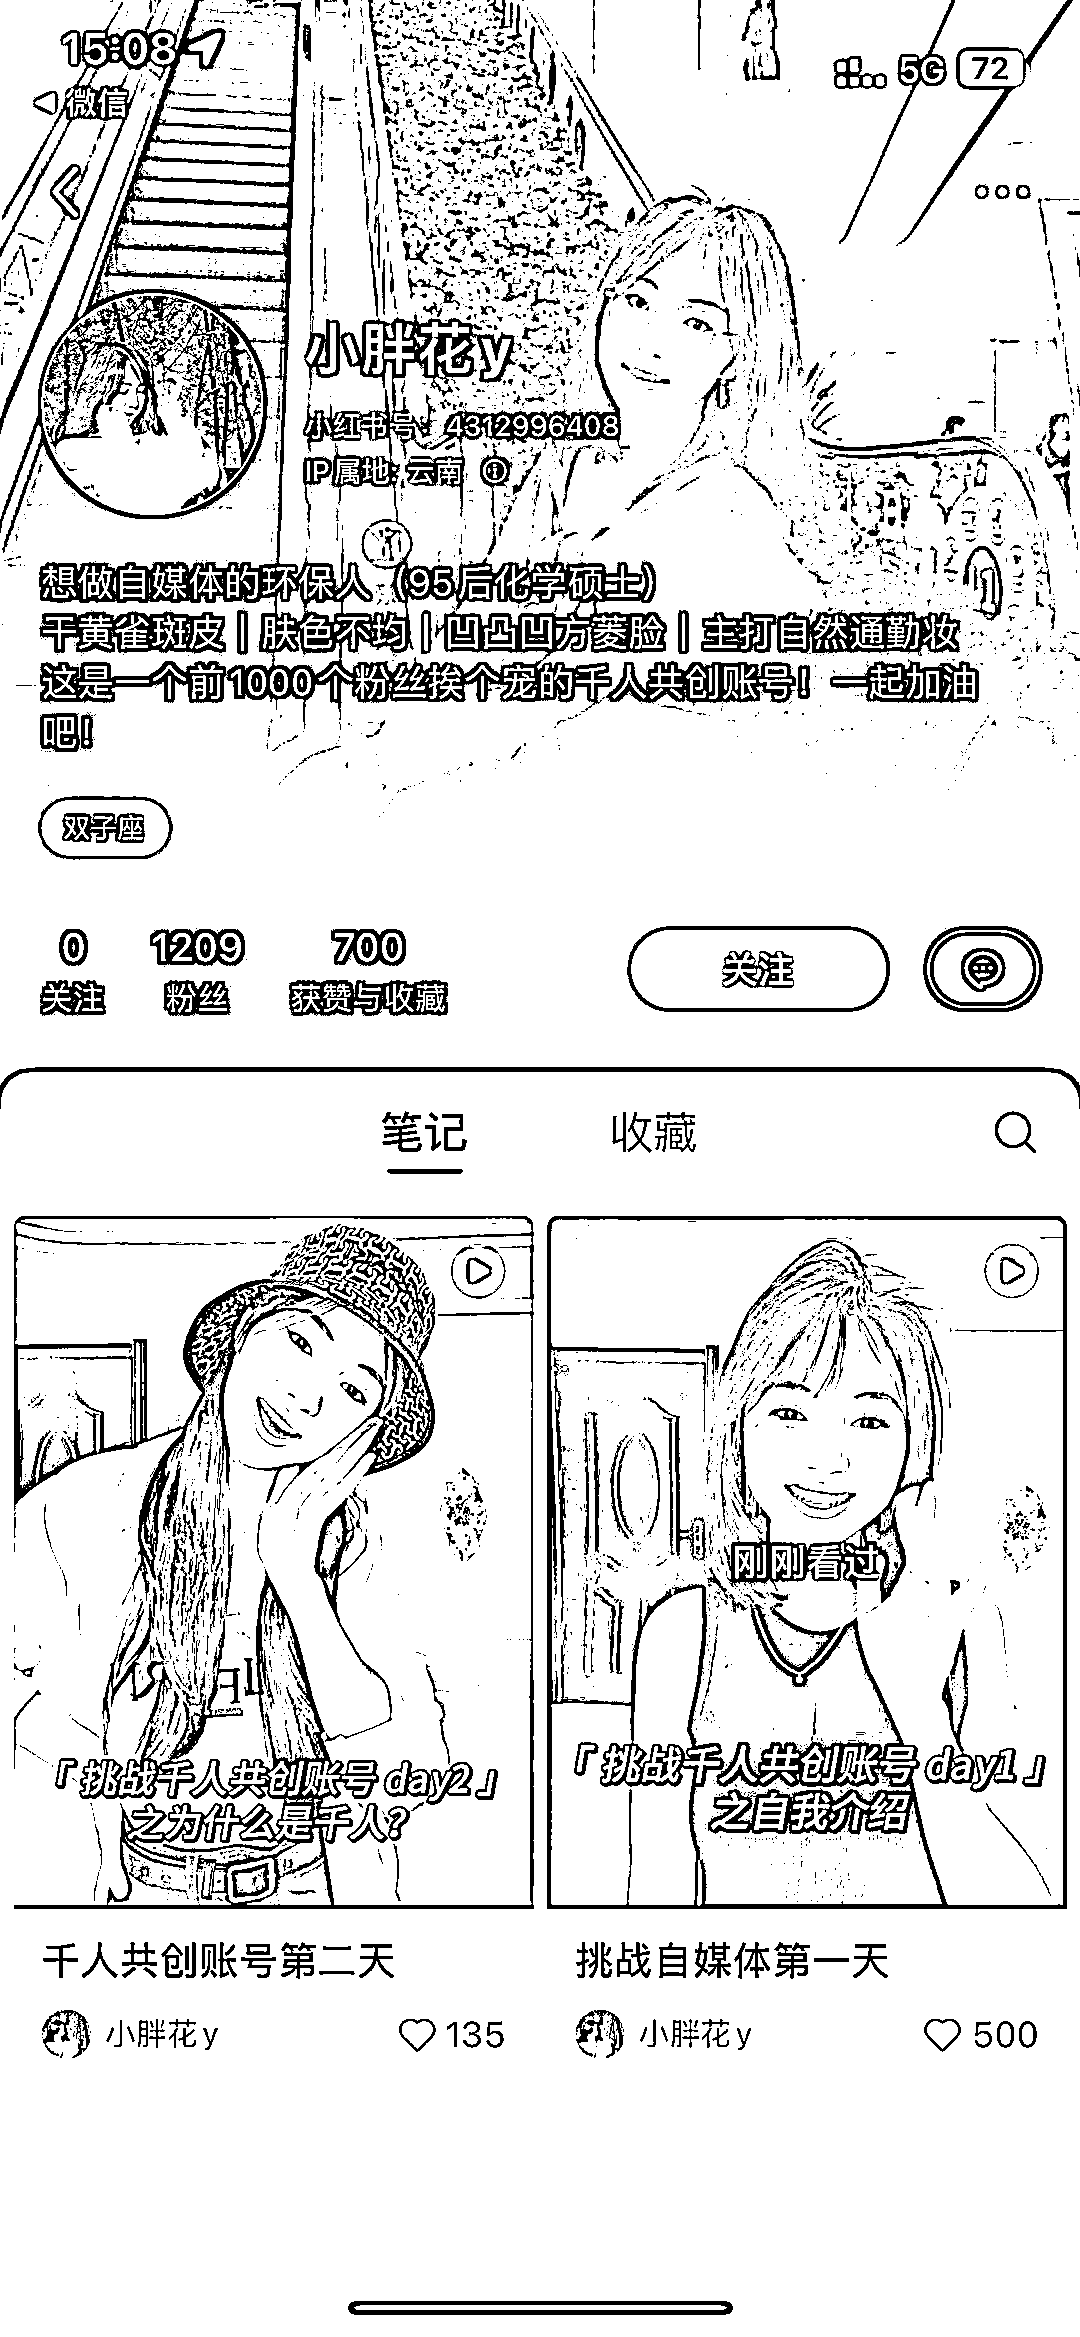 15:08
5G 72
微信
小胖花y
小红书号: 4312996408
IP属地: 云南
想做自媒体的环保人（95后化学硕士）
干黄雀斑皮｜肤色不均｜凹凸凹方菱脸｜主打自然通勤妆
这是一个前1000个粉丝挨个宠的千人共创账号！一起加油
吧！
双子座
0 1209 700
关注 粉丝 获赞与收藏
关注
笔记 收藏
「挑战千人共创账号 day2」
之为什么是千人?
千人共创账号第二天
小胖花y 135
刚刚看过
「挑战千人共创账号 day1」
之自我介绍
挑战自媒体第一天
小胖花y 500